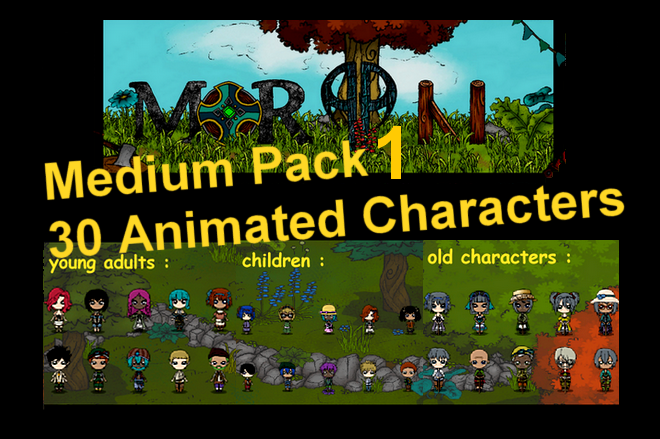 MORON
Medium Pack 1
30 Animated Characters
young adults :
children :
old characters :